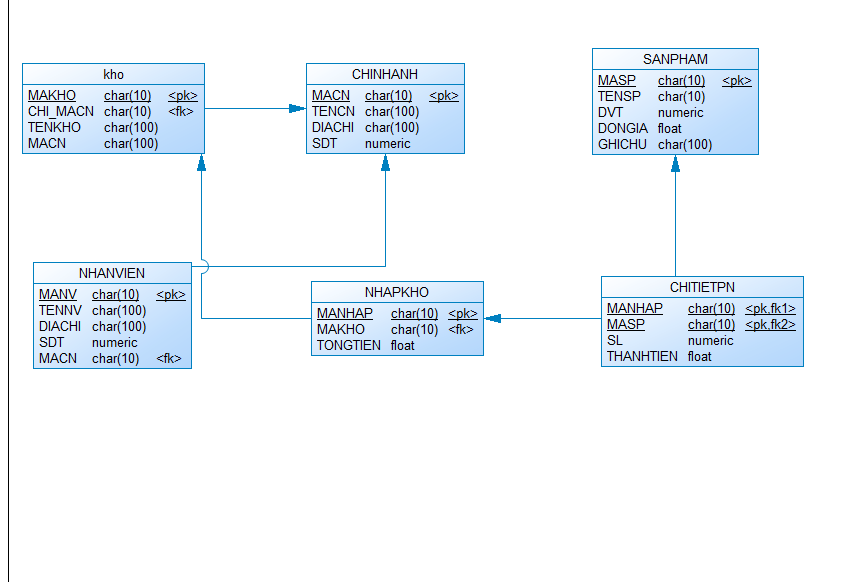 kho
MAKHO char(10) <pk>
CHI_MACN char(10) <fk>
TENKHO char(100)
MACN char(100)
CHINHANH
MACN char(10) <pk>
TENCN char(100)
DIACHI char(100)
SDT numeric
SANPHAM
MASP char(10) <pk>
TENSP char(10)
DVT numeric
DONGIA float
GHICHU char(100)
NHANVIEN
MANV char(10) <pk>
TENNV char(100)
DIACHI char(100)
SDT numeric
MACN char(10) <fk>
NHAPKHO
MANHAP char(10) <pk>
MAKHO char(10) <fk>
TONGTIEN float
CHITIETPN
MANHAP char(10) <pk,fk1>
MASP char(10) <pk,fk2>
SL numeric
THANHTIEN float